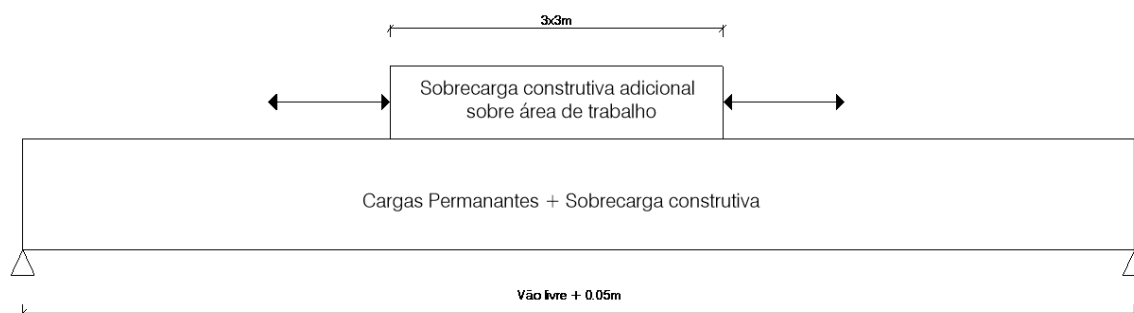 3x3m
Sobrecarga construtiva adicional
sobre área de trabalho
Cargas Permanantes + Sobrecarga construtiva
Vão livre + 0.05m